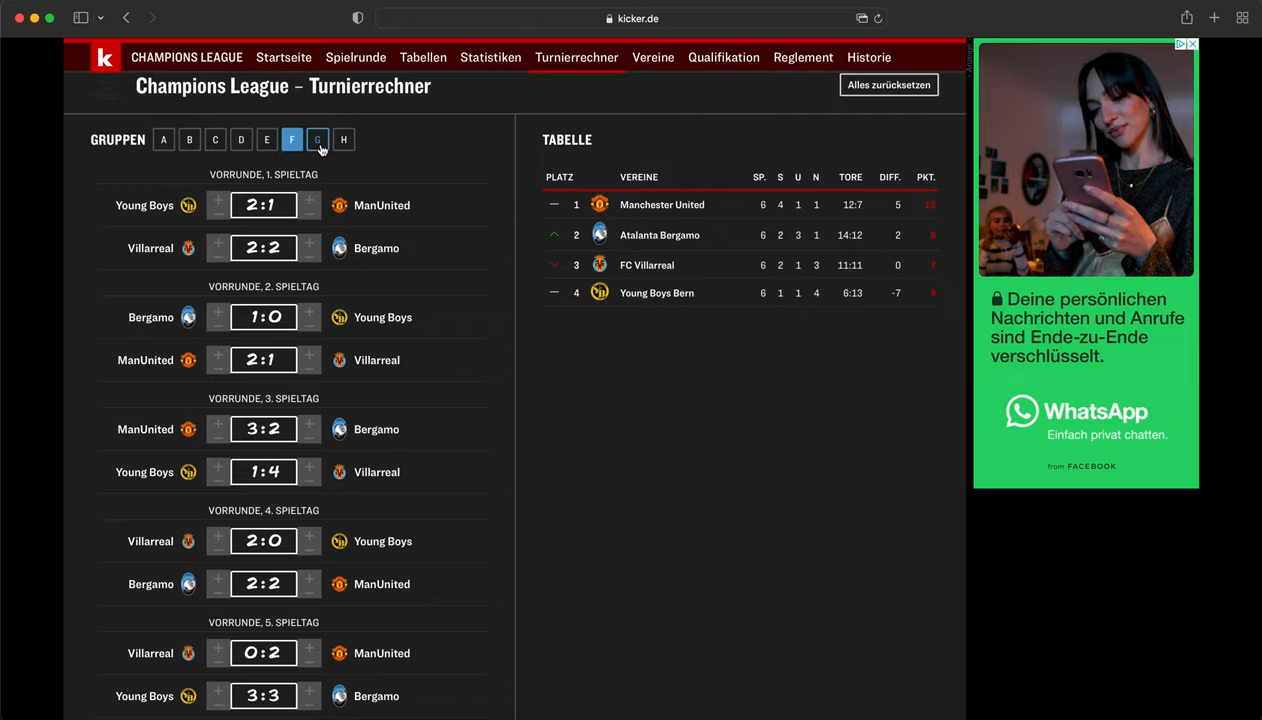 kicker.de
k CHAMPIONS LEAGUE Startseite Spielrunde Tabellen Statistiken Turnierrechner Vereine Qualifikation Reglement Historie
Champions League – Turnierrechner
Alles zurücksetzen
GRUPPEN A B C D E F G H
VORRUNDE, 1. SPIELTAG
Young Boys 2:1 ManUnited
Villarreal 2:2 Bergamo
VORRUNDE, 2. SPIELTAG
Bergamo 1:0 Young Boys
ManUnited 2:1 Villarreal
VORRUNDE, 3. SPIELTAG
ManUnited 3:2 Bergamo
Young Boys 1:4 Villarreal
VORRUNDE, 4. SPIELTAG
Villarreal 2:0 Young Boys
Bergamo 2:2 ManUnited
VORRUNDE, 5. SPIELTAG
Villarreal 0:2 ManUnited
Young Boys 3:3 Bergamo
TABELLE
PLATZ VEREINE SP. S U N TORE DIFF. PKT.
1 Manchester United 6 4 1 1 12:7 5 13
2 Atalanta Bergamo 6 2 3 1 14:12 2 9
3 FC Villarreal 6 2 1 3 11:11 0 7
4 Young Boys Bern 6 1 1 4 6:13 -7 4
Anzeige
Deine persönlichen
Nachrichten und Anrufe
sind Ende-zu-Ende
verschlüsselt.
WhatsApp
Einfach privat chatten.
from FACEBOOK